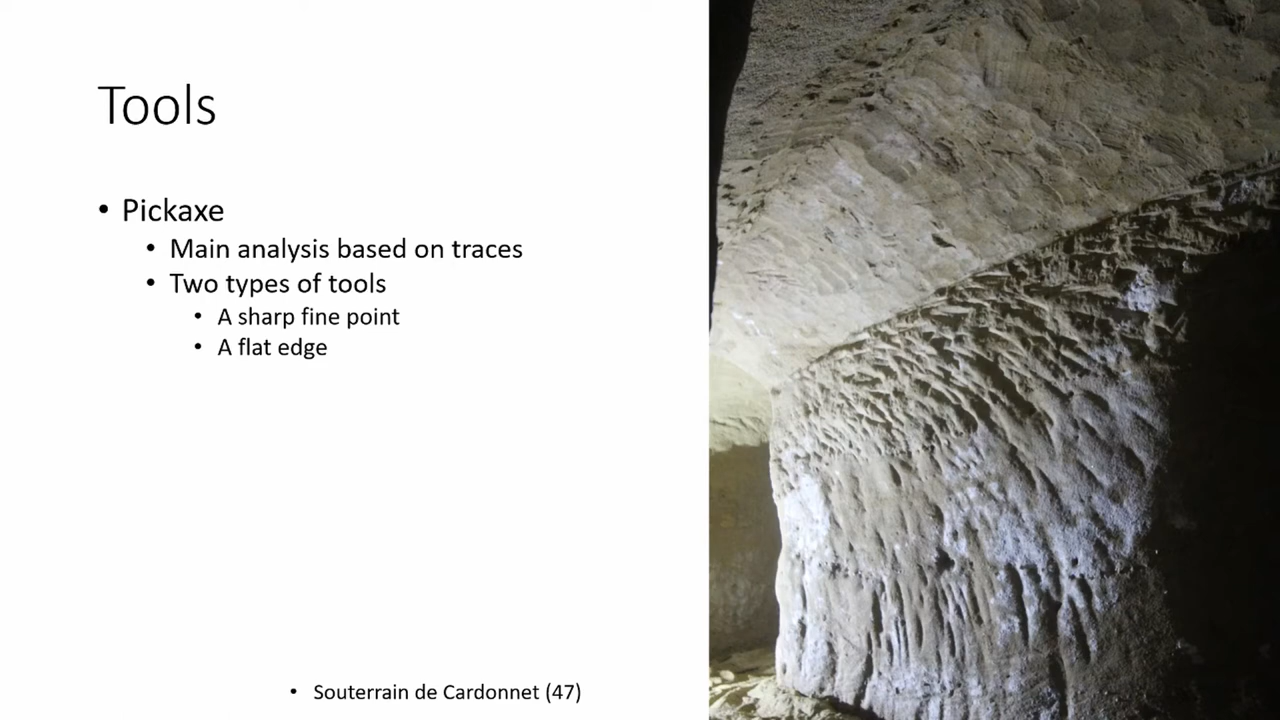 Tools
• Pickaxe
• Main analysis based on traces
• Two types of tools
• A sharp fine point
• A flat edge
• Souterrain de Cardonnet (47)